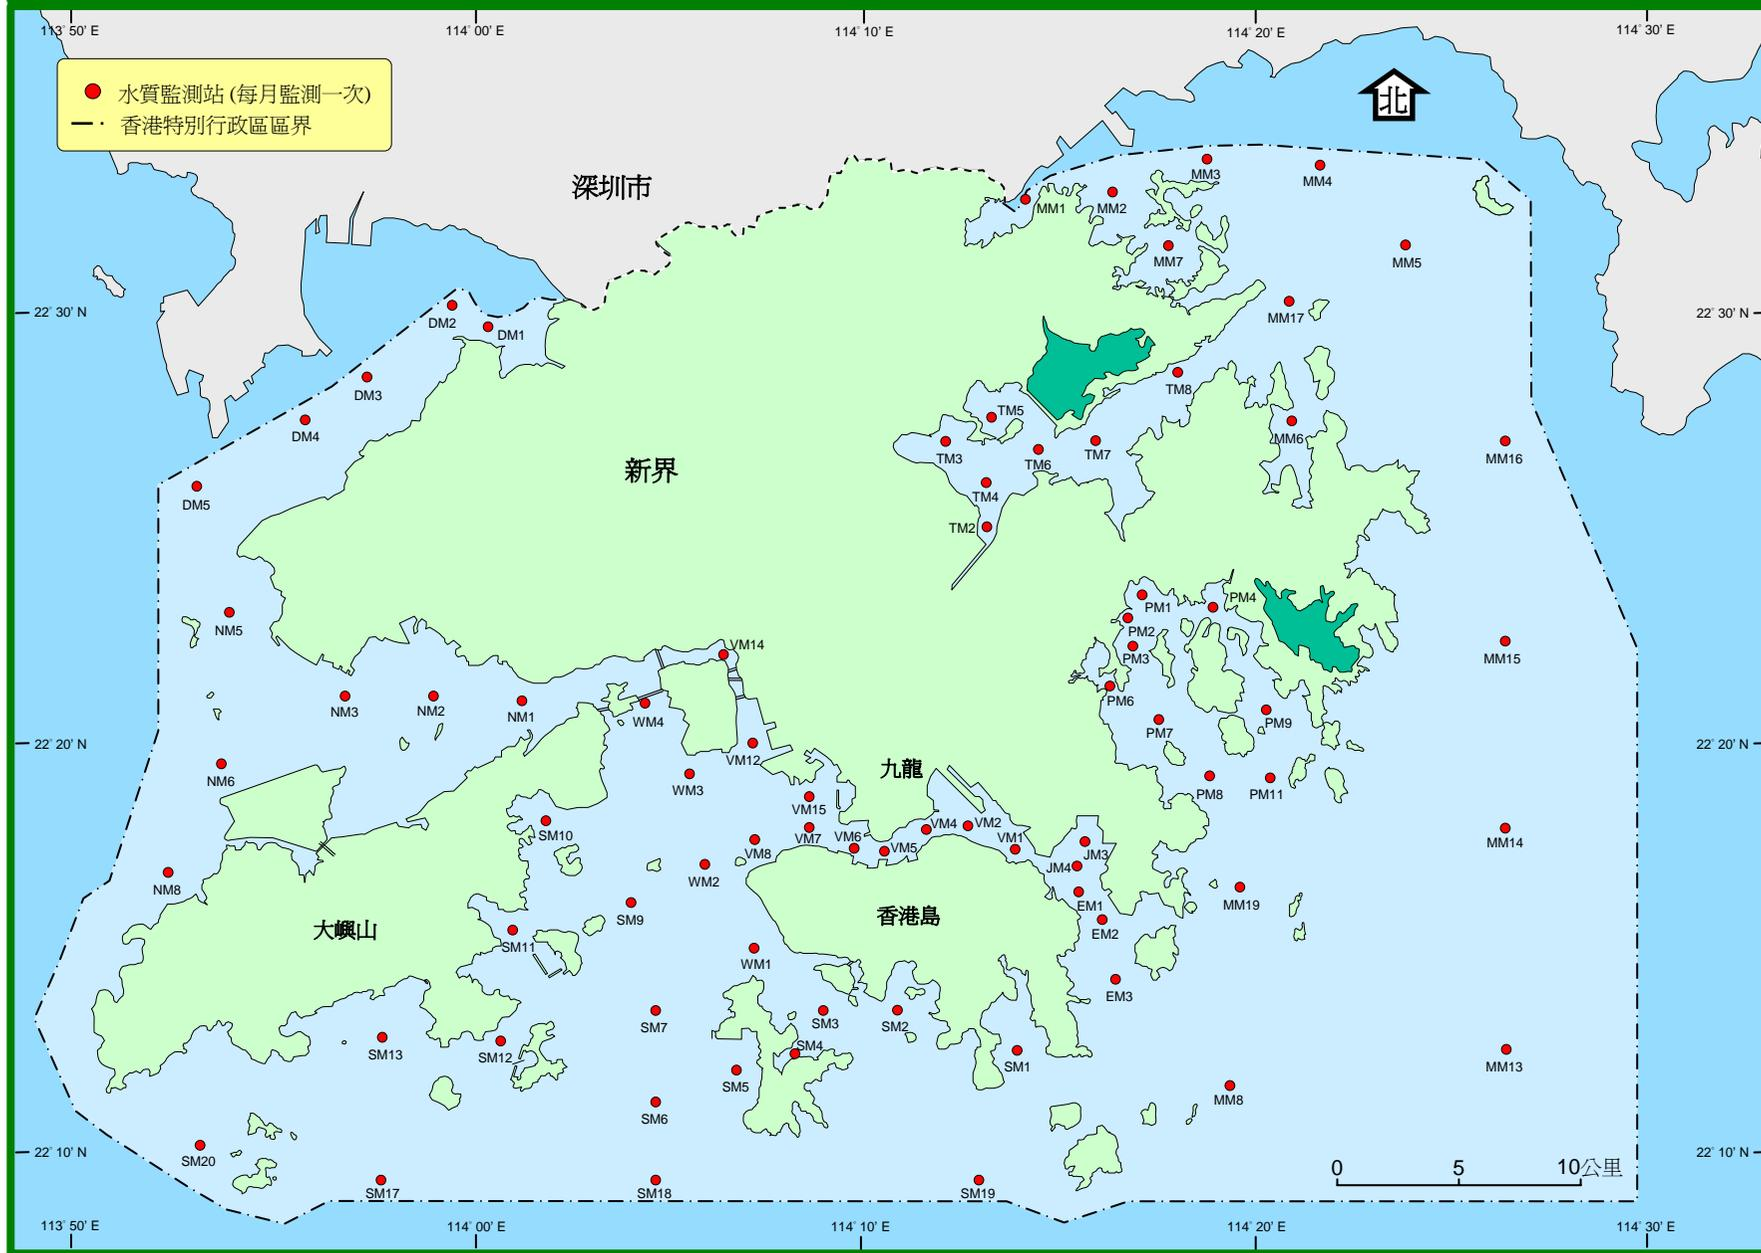 113° 50' E
114° 00' E
114° 10' E
114° 20' E
114° 30' E
水質監測站 (每月監測一次)
香港特別行政區區界
北
深圳市
MM3
MM4
MM1
MM2
MM7
MM5
22° 30' N
22° 30' N
DM2
DM1
MM17
DM3
TM8
DM4
TM5
MM6
TM3
TM6
TM7
MM16
新界
DM5
TM4
TM2
NM5
PM1
PM4
PM2
PM3
VM14
MM15
NM3
NM2
NM1
WM4
PM6
PM7
PM9
22° 20' N
22° 20' N
VM12
NM6
九龍
WM3
PM8
PM11
VM15
SM10
VM7
VM6
VM4
VM2
VM1
MM14
VM8
VM5
JM3
JM4
NM8
WM2
EM1
MM19
SM9
大嶼山
香港島
EM2
SM11
WM1
EM3
SM7
SM3
SM2
SM13
SM12
SM4
SM1
MM13
SM5
MM8
SM6
22° 10' N
22° 10' N
SM20
0 5 10公里
SM17
SM18
SM19
113° 50' E
114° 00' E
114° 10' E
114° 20' E
114° 30' E